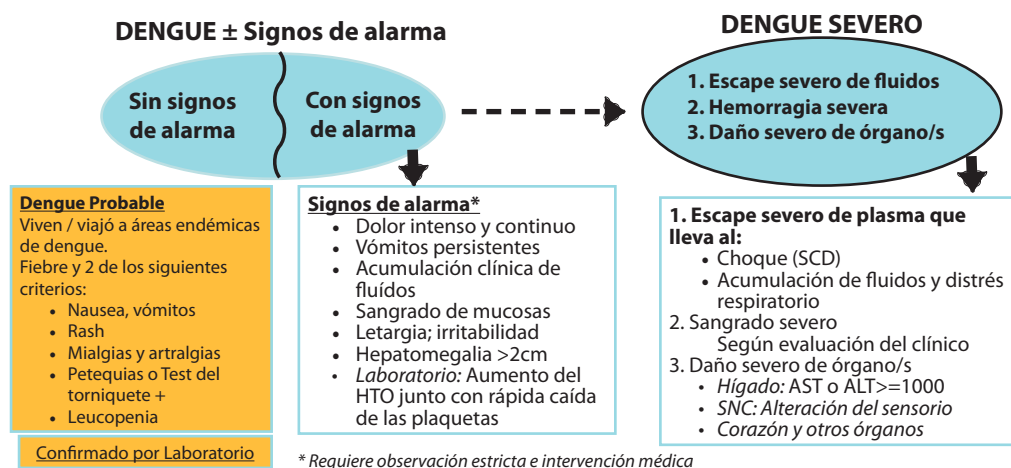 DENGUE ± Signos de alarma
Sin signos
de alarma
Con signos
de alarma
DENGUE SEVERO
1. Escape severo de fluidos
2. Hemorragia severa
3. Daño severo de órgano/s
Dengue Probable
Viven / viajó a áreas endémicas
de dengue.
Fiebre y 2 de los siguientes
criterios:
• Nausea, vómitos
• Rash
• Mialgias y artralgias
• Petequias o Test del
torniquete +
• Leucopenia
Confirmado por Laboratorio
Signos de alarma*
• Dolor intenso y continuo
• Vómitos persistentes
• Acumulación clínica de
fluídos
• Sangrado de mucosas
• Letargia; irritabilidad
• Hepatomegalia >2cm
• Laboratorio: Aumento del
HTO junto con rápida caída
de las plaquetas
* Requiere observación estricta e intervención médica
1. Escape severo de plasma que
lleva al:
• Choque (SCD)
• Acumulación de fluidos y distrés
respiratorio
2. Sangrado severo
Según evaluación del clínico
3. Daño severo de órgano/s
• Hígado: AST o ALT>=1000
• SNC: Alteración del sensorio
• Corazón y otros órganos